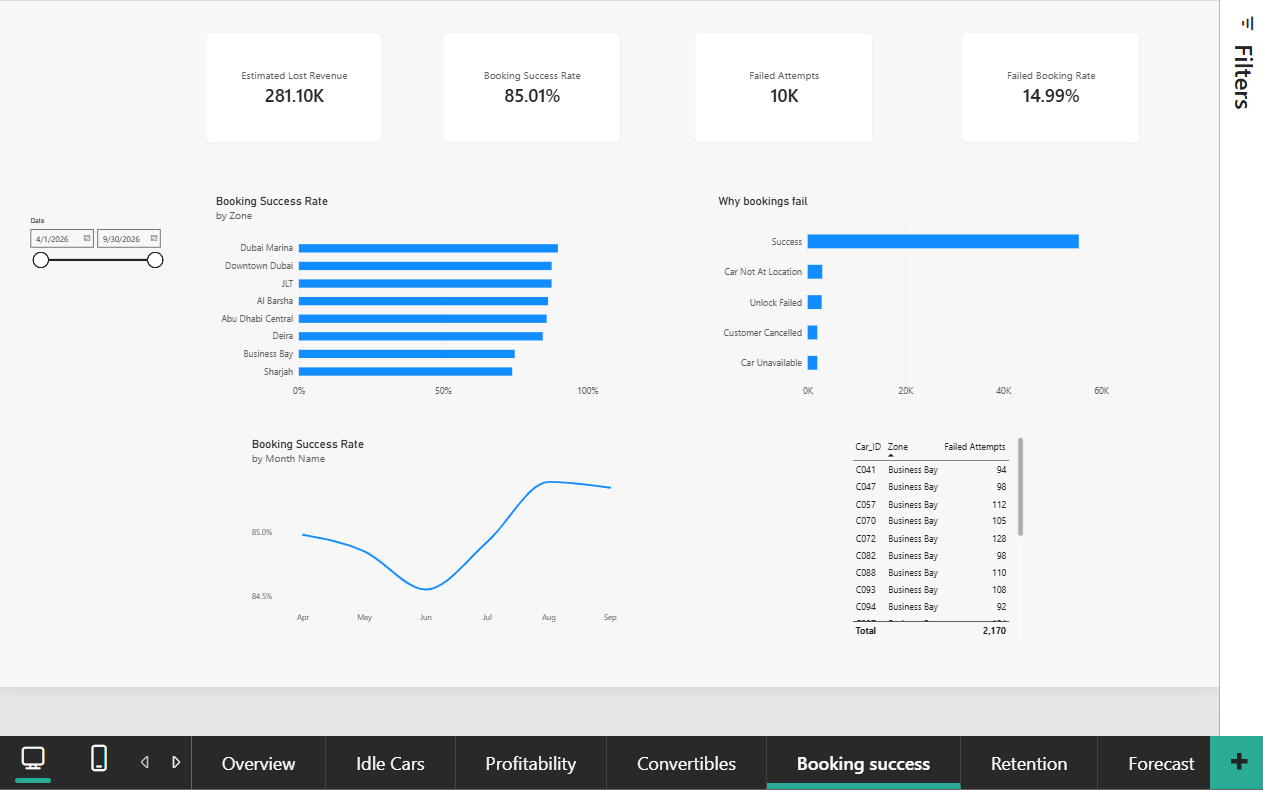 Filters
Estimated Lost Revenue
281.10K
Booking Success Rate
85.01%
Failed Attempts
10K
Failed Booking Rate
14.99%
Date
4/1/2026
9/30/2026
Booking Success Rate
by Zone
Dubai Marina
Downtown Dubai
JLT
Al Barsha
Abu Dhabi Central
Deira
Business Bay
Sharjah
0% 50% 100%
Why bookings fail
Success
Car Not At Location
Unlock Failed
Customer Cancelled
Car Unavailable
0K 20K 40K 60K
Booking Success Rate
by Month Name
85.0%
84.5%
Apr May Jun Jul Aug Sep
Car_ID Zone Failed Attempts
C041 Business Bay 94
C047 Business Bay 98
C057 Business Bay 112
C070 Business Bay 105
C072 Business Bay 128
C082 Business Bay 98
C088 Business Bay 110
C093 Business Bay 108
C094 Business Bay 92
Total 2,170
Overview Idle Cars Profitability Convertibles Booking success Retention Forecast